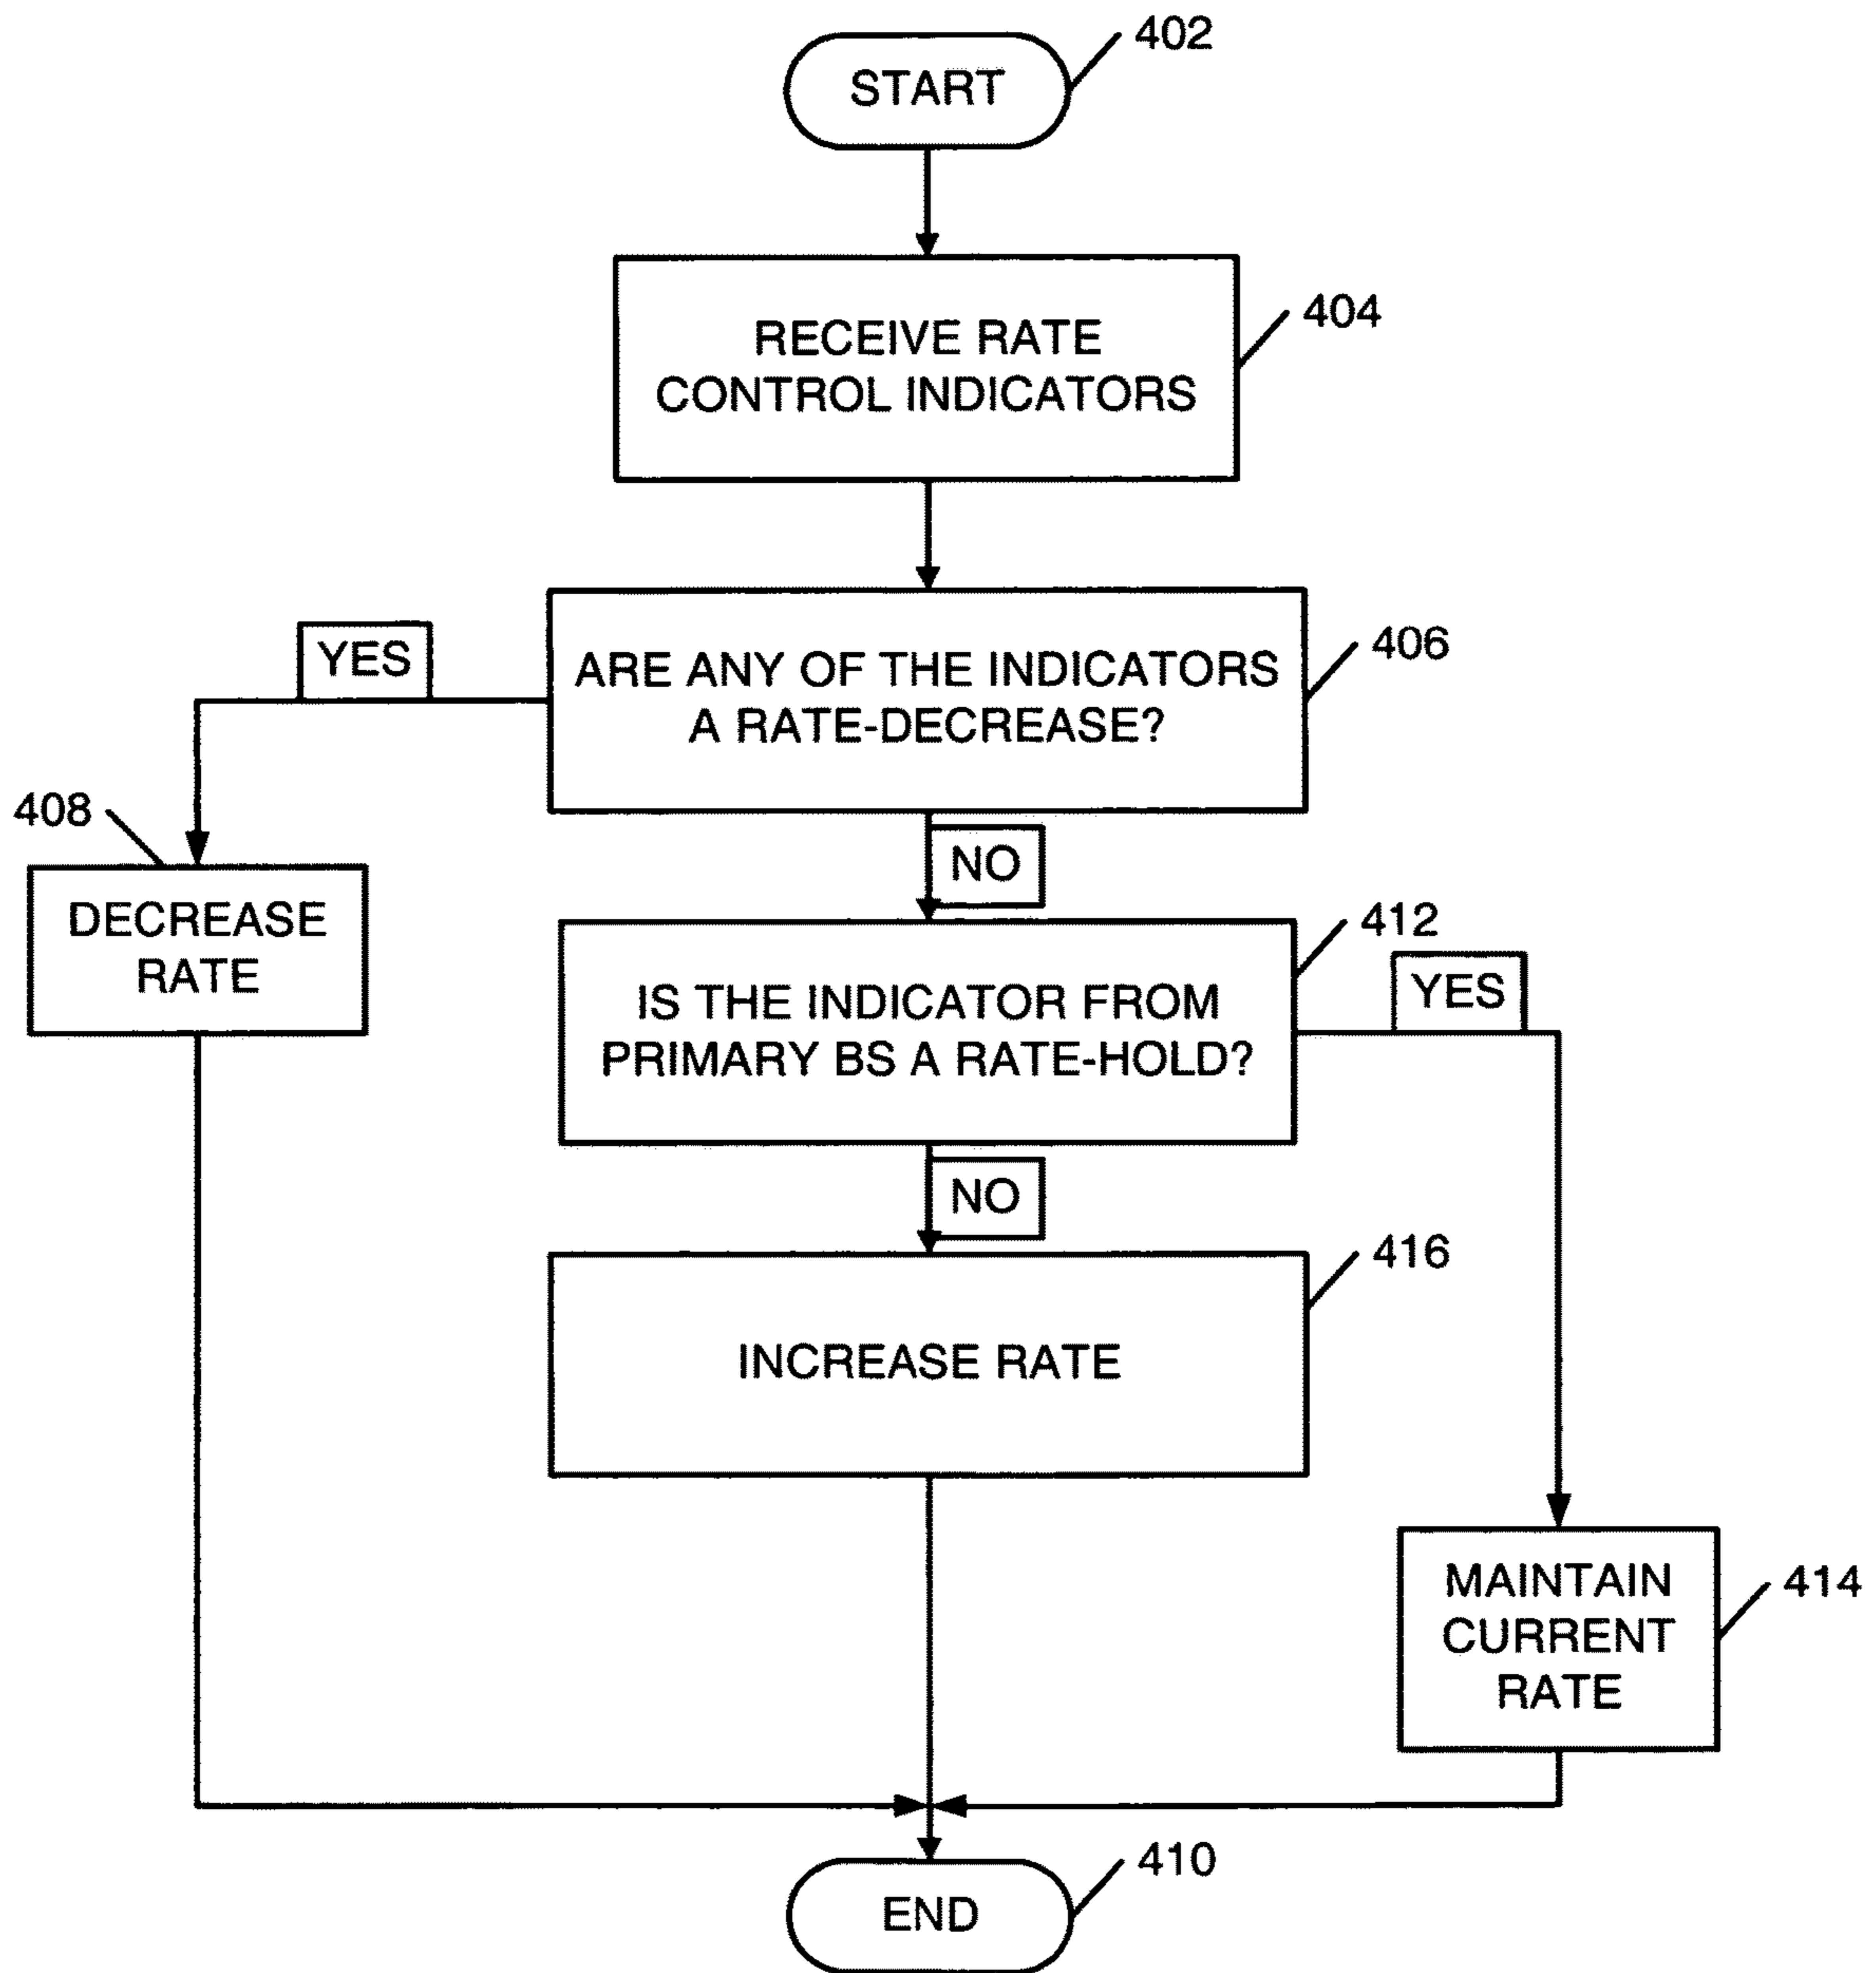 402
START
404
RECEIVE RATE
CONTROL INDICATORS
406
YES
ARE ANY OF THE INDICATORS
A RATE-DECREASE?
408
NO
DECREASE
RATE
412
YES
IS THE INDICATOR FROM
PRIMARY BS A RATE-HOLD?
NO
416
INCREASE RATE
MAINTAIN
CURRENT
RATE
414
410
END